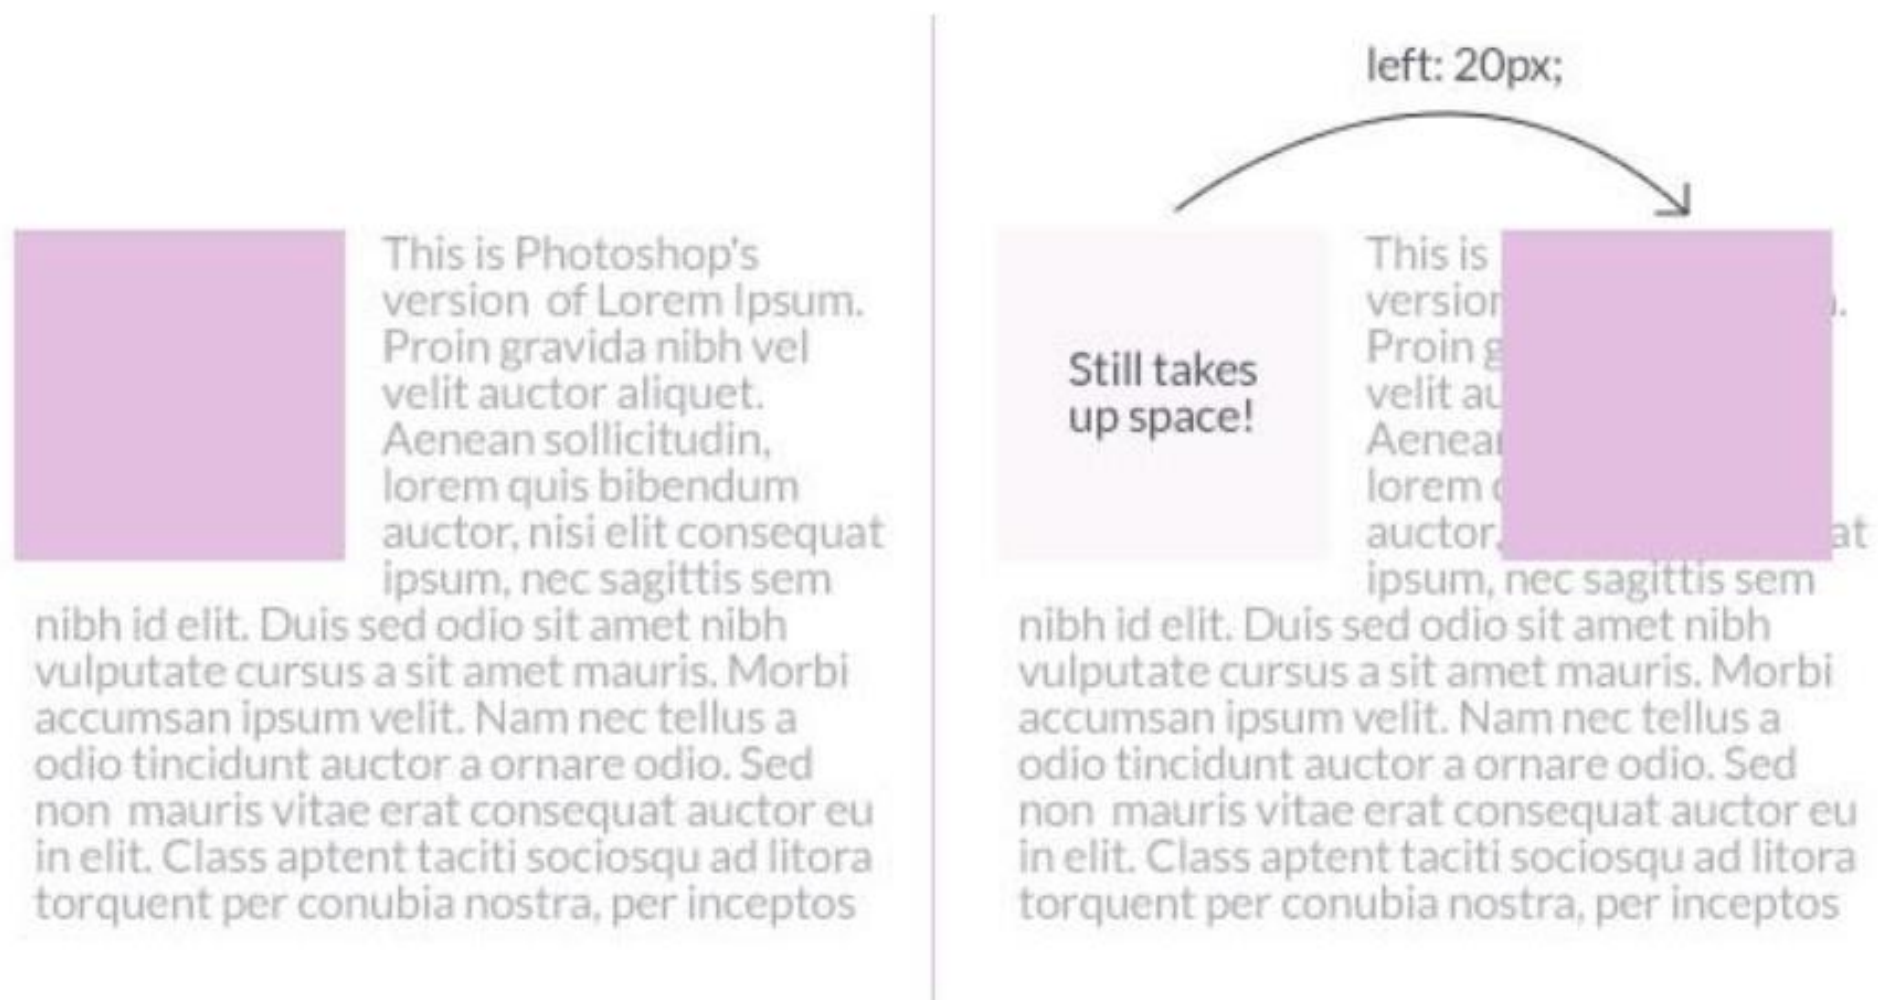 This is Photoshop's
version of Lorem Ipsum.
Proin gravida nibh vel
velit auctor aliquet.
Aenean sollicitudin,
lorem quis bibendum
auctor, nisi elit consequat
ipsum, nec sagittis sem
nibh id elit. Duis sed odio sit amet nibh
vulputate cursus a sit amet mauris. Morbi
accumsan ipsum velit. Nam nec tellus a
odio tincidunt auctor a ornare odio. Sed
non mauris vitae erat consequat auctor eu
in elit. Class aptent taciti sociosqu ad litora
torquent per conubia nostra, per inceptos
left: 20px;
Still takes
up space!
This is
Proin
velit
lorem
auctor,
ipsum, nec sagittis sem
nibh id elit. Duis sed odio sit amet nibh
vulputate cursus a sit amet mauris. Morbi
accumsan ipsum velit. Nam nec tellus a
odio tincidunt auctor a ornare odio. Sed
non mauris vitae erat consequat auctor eu
in elit. Class aptent taciti sociosqu ad litora
torquent per conubia nostra, per inceptos